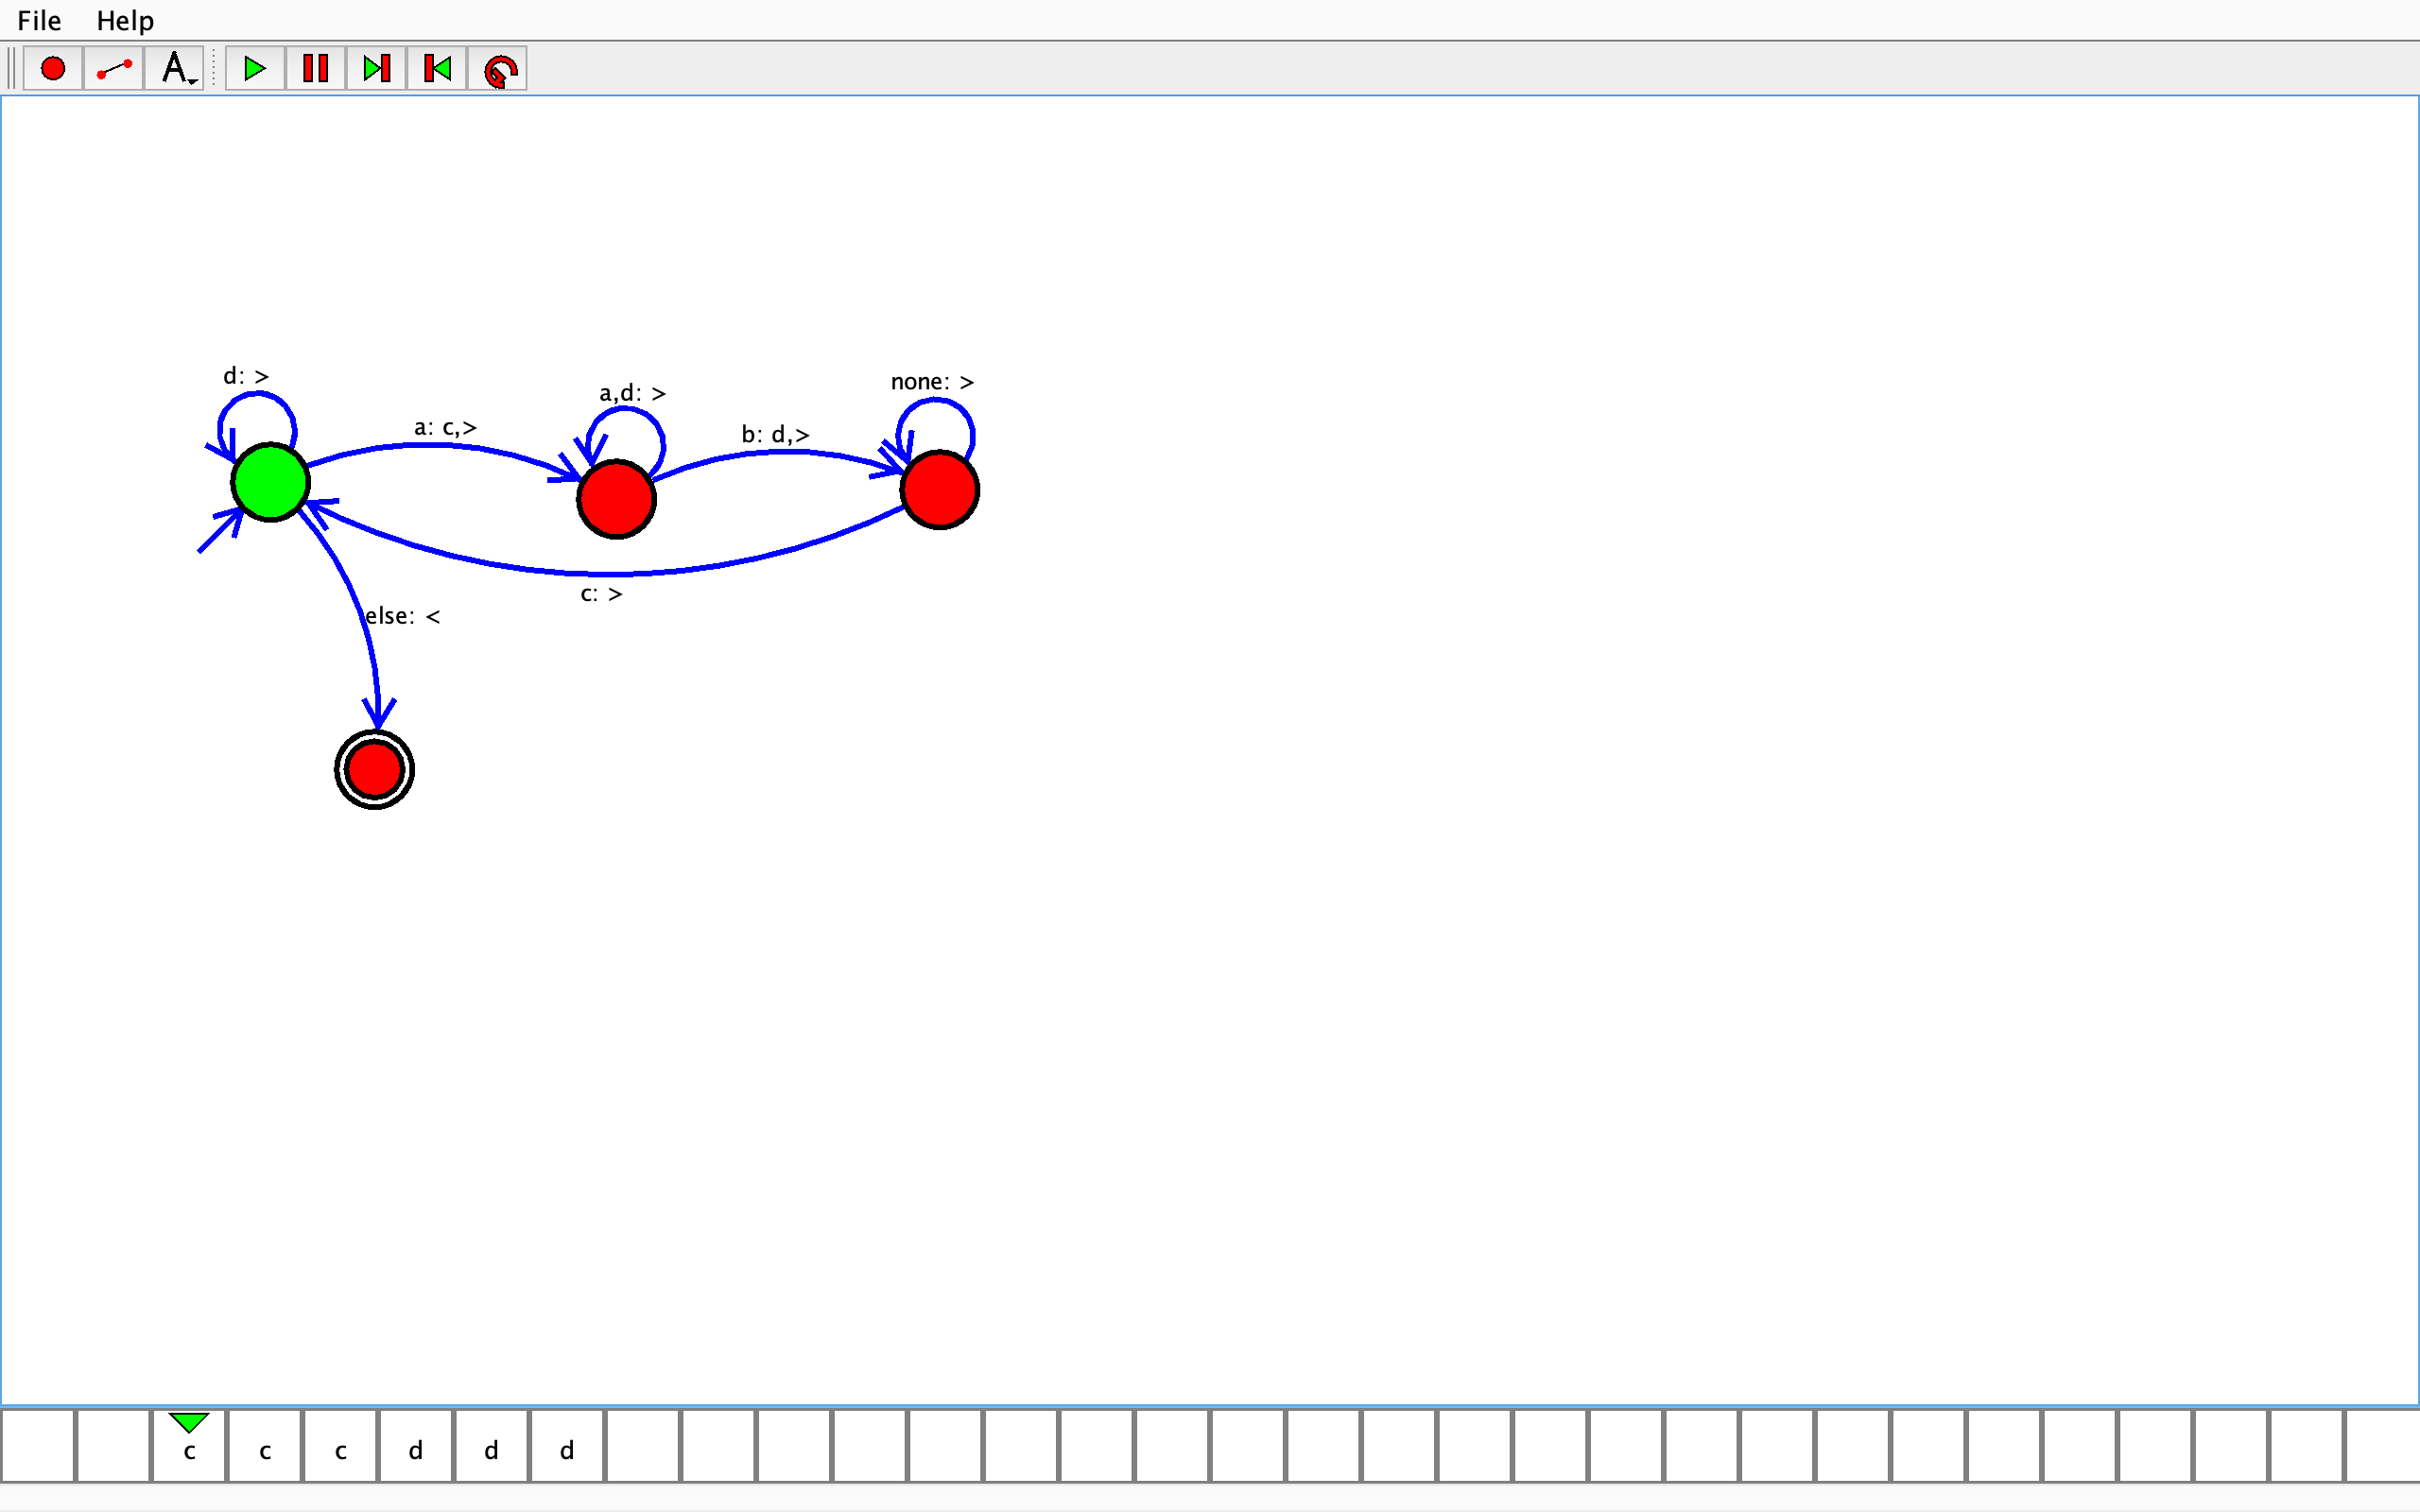 File Help
A
d: >
none: >
a,d: >
a: c,>
b: d,>
c: >
else: <
c c c d d d